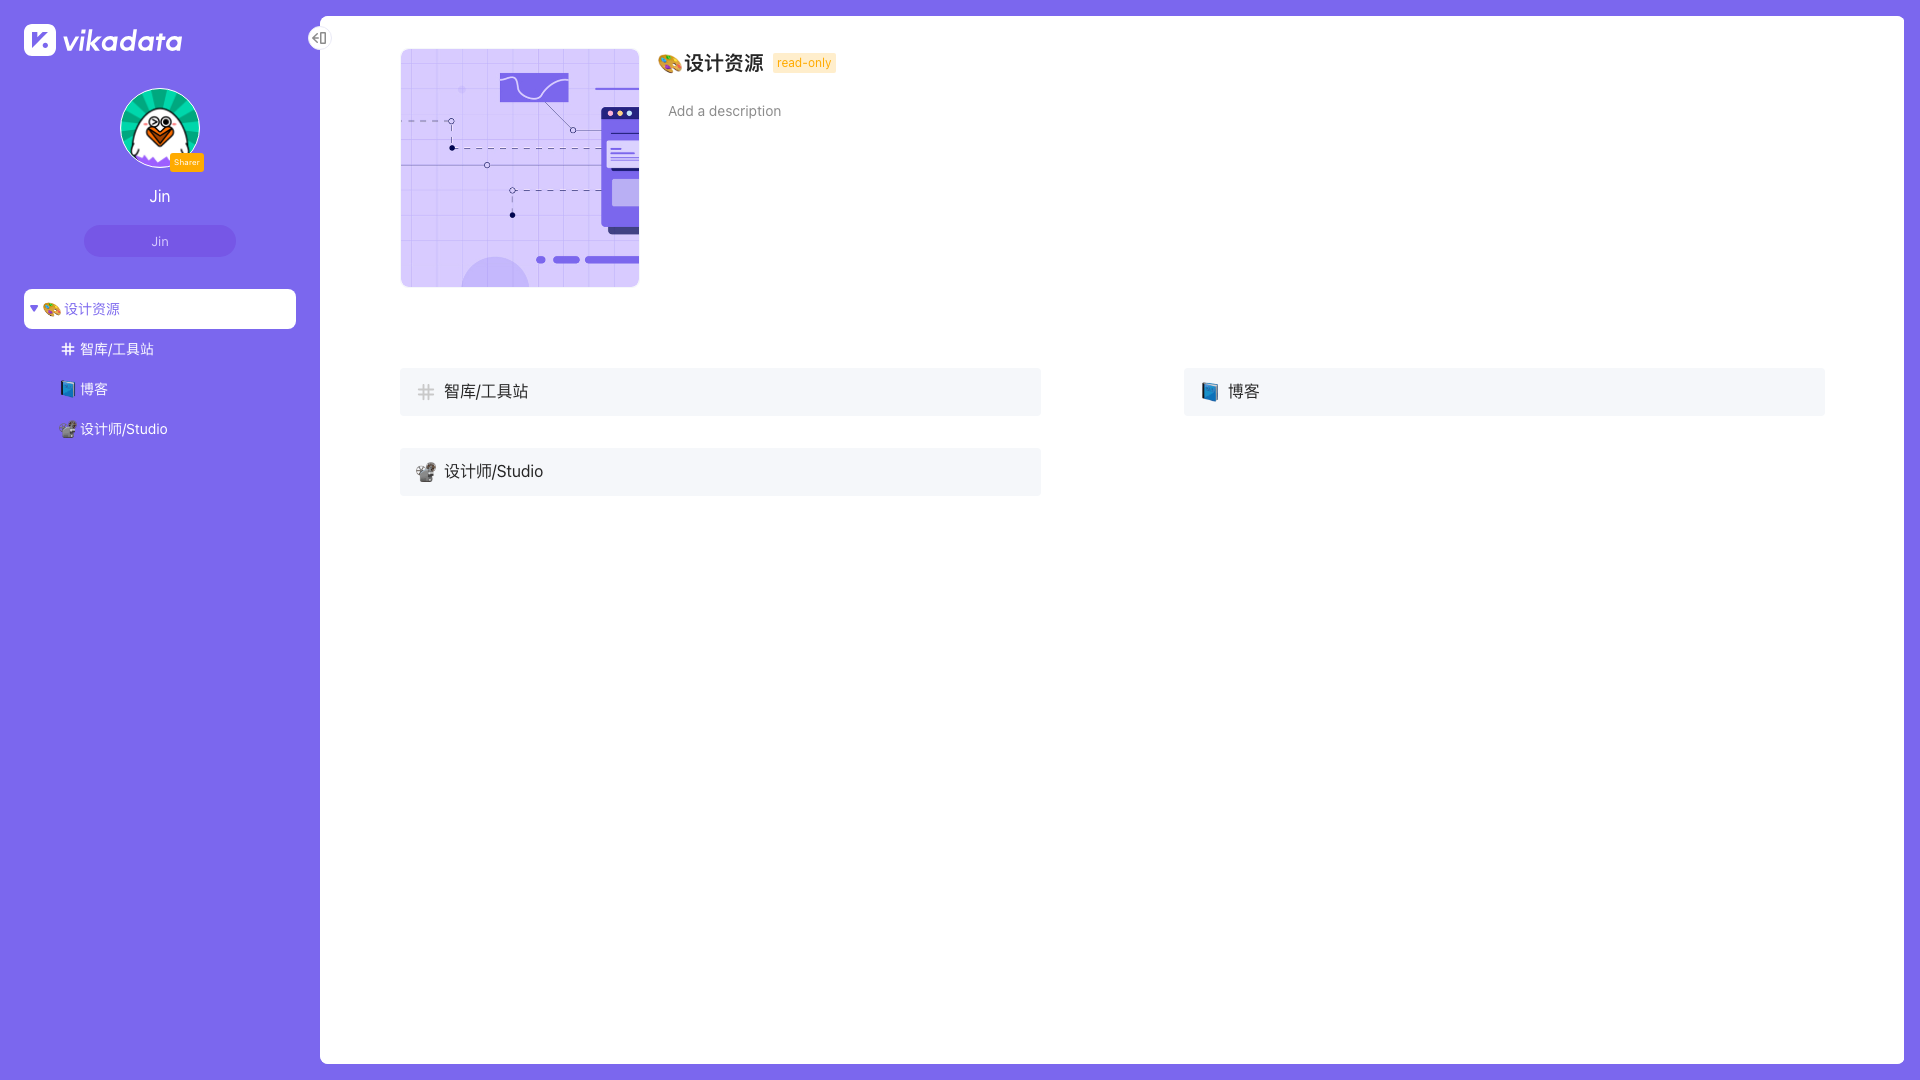 vikadata
Sharer
Jin
Jin
设计资源
智库/工具站
博客
设计师/Studio
设计资源 read-only
Add a description
智库/工具站
博客
设计师/Studio